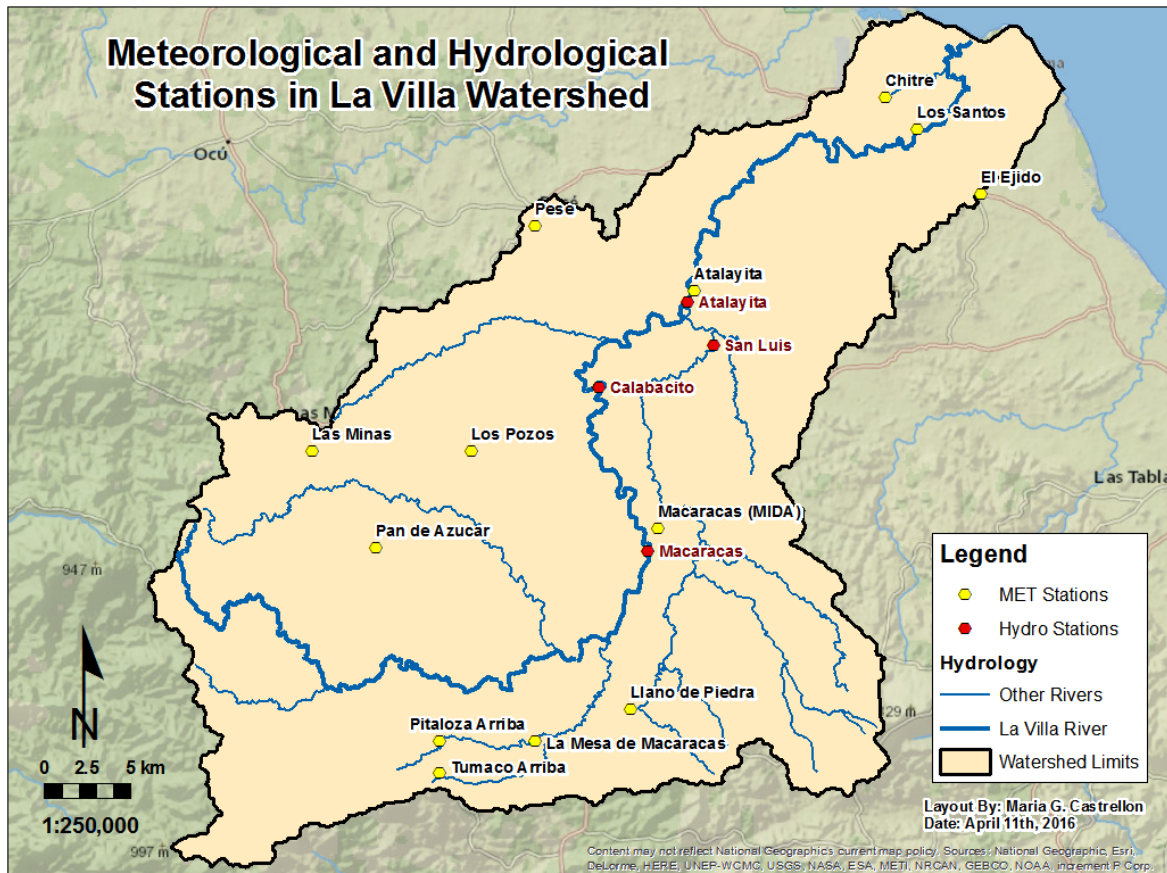 Meteorological and Hydrological
Stations in La Villa Watershed
Chitre
Los Santos
Ocú
El Ejido
Pese
Atalayita
Atalayita
San Luis
Calabacito
Las Minas
Los Pozos
Macaracas (MIDA)
Las Tabla
Pan de Azucar
Macaracas
947 m
Llano de Piedra
829 m
Pitaloza Arriba
La Mesa de Macaracas
Tumaco Arriba
997 m
N
0 2.5 5 km
1:250,000
Legend
MET Stations
Hydro Stations
Hydrology
Other Rivers
La Villa River
Watershed Limits
Layout By: Maria G. Castrellon
Date: April 11th, 2016
Content may not reflect National Geographic's current map policy. Sources: National Geographic, Esri,
DeLorme, HERE, UNEP-WCMC, USGS, NASA, ESA, METI, NRCAN, GEBCO, NOAA, increment P Corp.